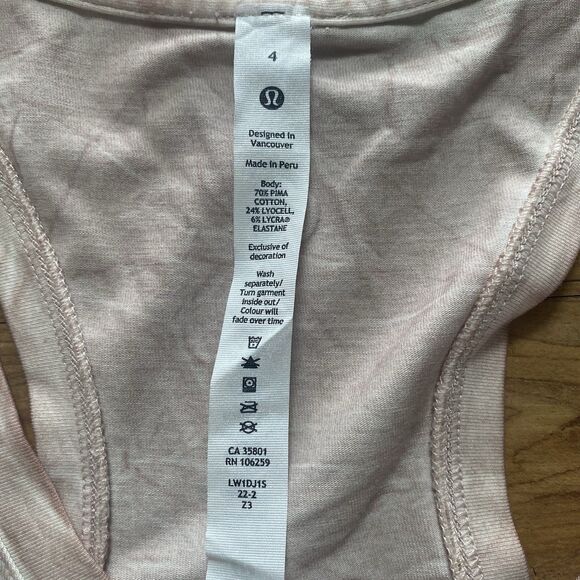 4
Designed in
Vancouver
Made in Peru
Body:
70% PIMA
COTTON,
24% LYOCELL,
6% LYCRA®
ELASTANE
Exclusive of
decoration
Wash
separately/
Turn garment
inside out/
Colour will
fade over time
CA 35801
RN 106259
LW1DJ1S
22-2
Z3